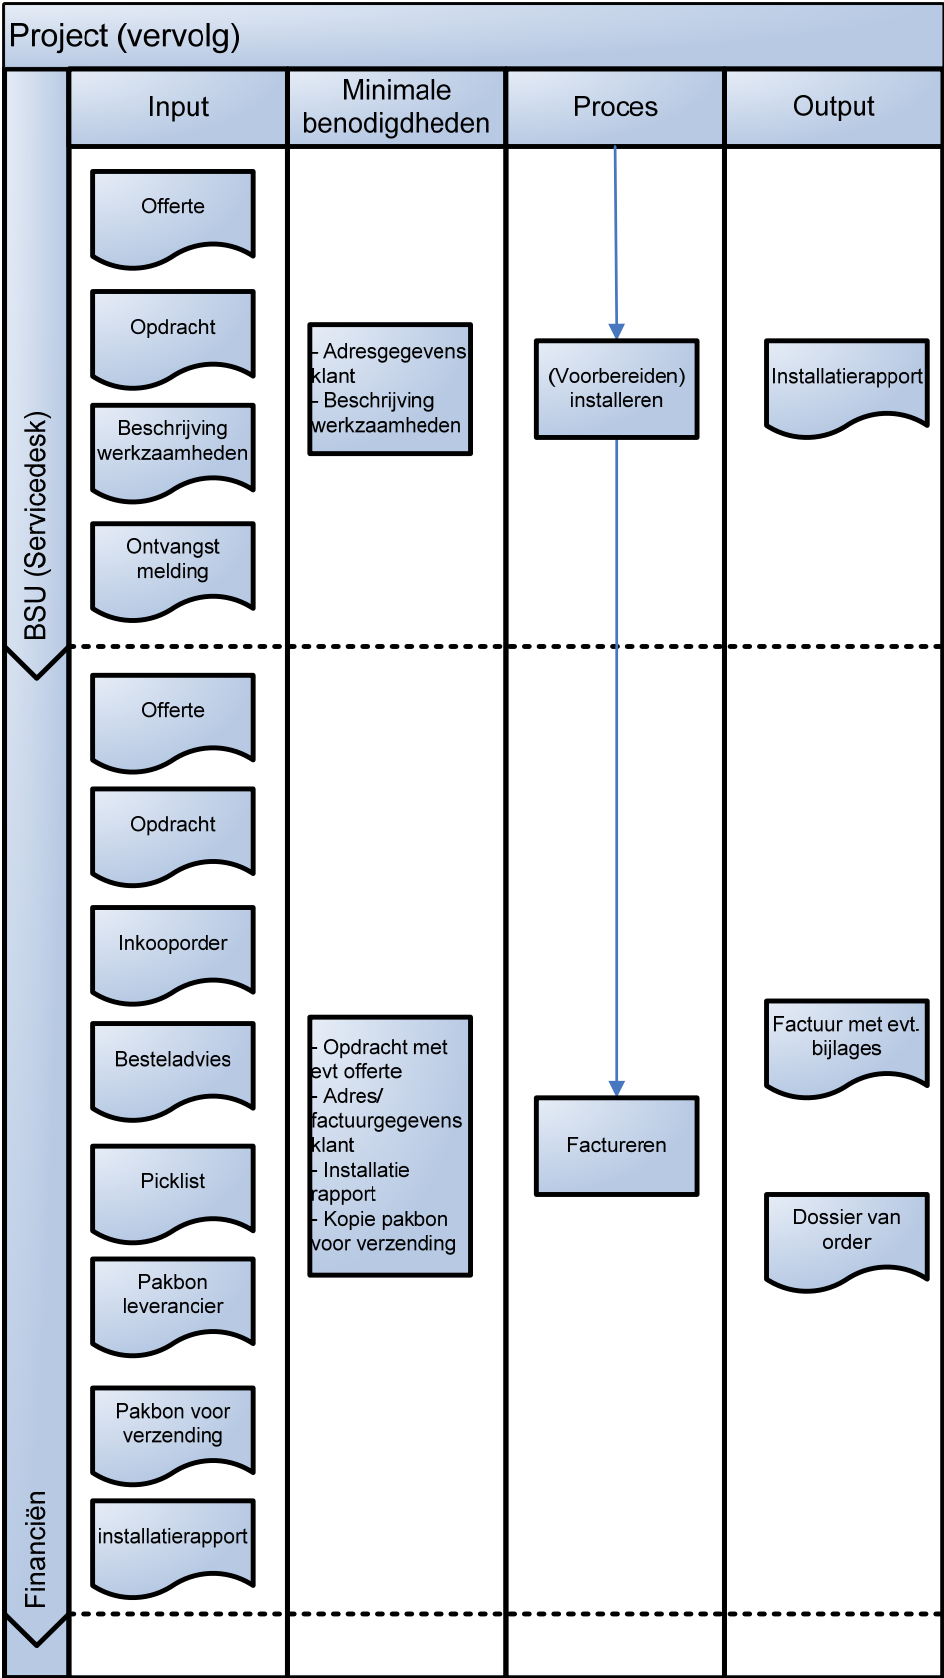 Project (vervolg)
Input
Minimale
benodigdheden
Proces
Output
BSU (Servicedesk)
Offerte
Opdracht
Beschrijving
werkzaamheden
Ontvangst
melding
- Adresgegevens
klant
- Beschrijving
werkzaamheden
(Voorbereiden)
installeren
Installatierapport
Financiën
Offerte
Opdracht
Inkooporder
Besteladvies
Picklist
Pakbon
leverancier
Pakbon voor
verzending
installatierapport
- Opdracht met
evt offerte
- Adres/
factuurgegevens
klant
- Installatie
rapport
- Kopie pakbon
voor verzending
Factureren
Factuur met evt.
bijlages
Dossier van
order